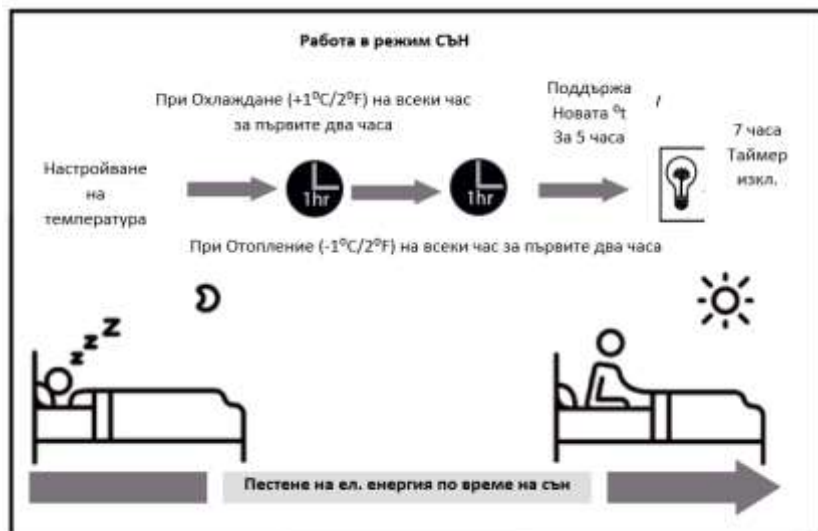 Работа в режим СЪН
При Охлаждане (+1⁰C/2⁰F) на всеки час
за първите два часа
Поддържа
Новата ⁰t
За 5 часа
/
7 часа
Таймер
изкл.
Настройване
на
температура
1hr
1hr
При Отопление (-1⁰C/2⁰F) на всеки час за първите два часа
z z Z
Пестене на ел. енергия по време на сън